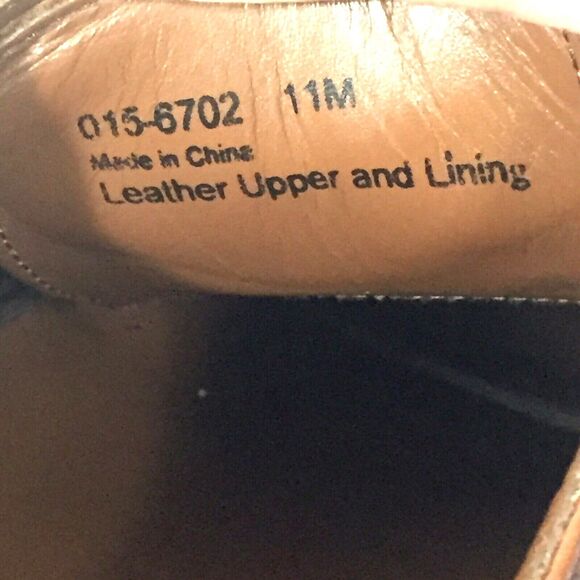 015-6702 11M
Made in China
Leather Upper and Lining